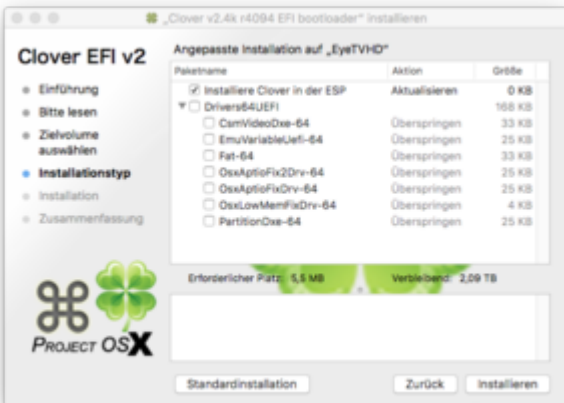 „Clover v2.4k r4094 EFI bootloader“ installieren
Clover EFI v2
Angepasste Installation auf „EyeTVHD“
Paketname Aktion Größe
Einführung
Bitte lesen
Zielvolume
auswählen
Installationstyp
Installation
Zusammenfassung
Installiere Clover in der ESP Aktualisieren 0 KB
Drivers64UEFI 168 KB
CsmVideoDxe-64 Überspringen 33 KB
EmuVariableUefi-64 Überspringen 25 KB
Fat-64 Überspringen 33 KB
OsxAptioFix2Drv-64 Überspringen 25 KB
OsxAptioFixDrv-64 Überspringen 25 KB
OsxLowMemFixDrv-64 Überspringen 4 KB
PartitionDxe-64 Überspringen 25 KB
Erforderlicher Platz: 5,5 MB Verbleibend: 2,09 TB
PROJECT OSX
Standardinstallation Zurück Installieren